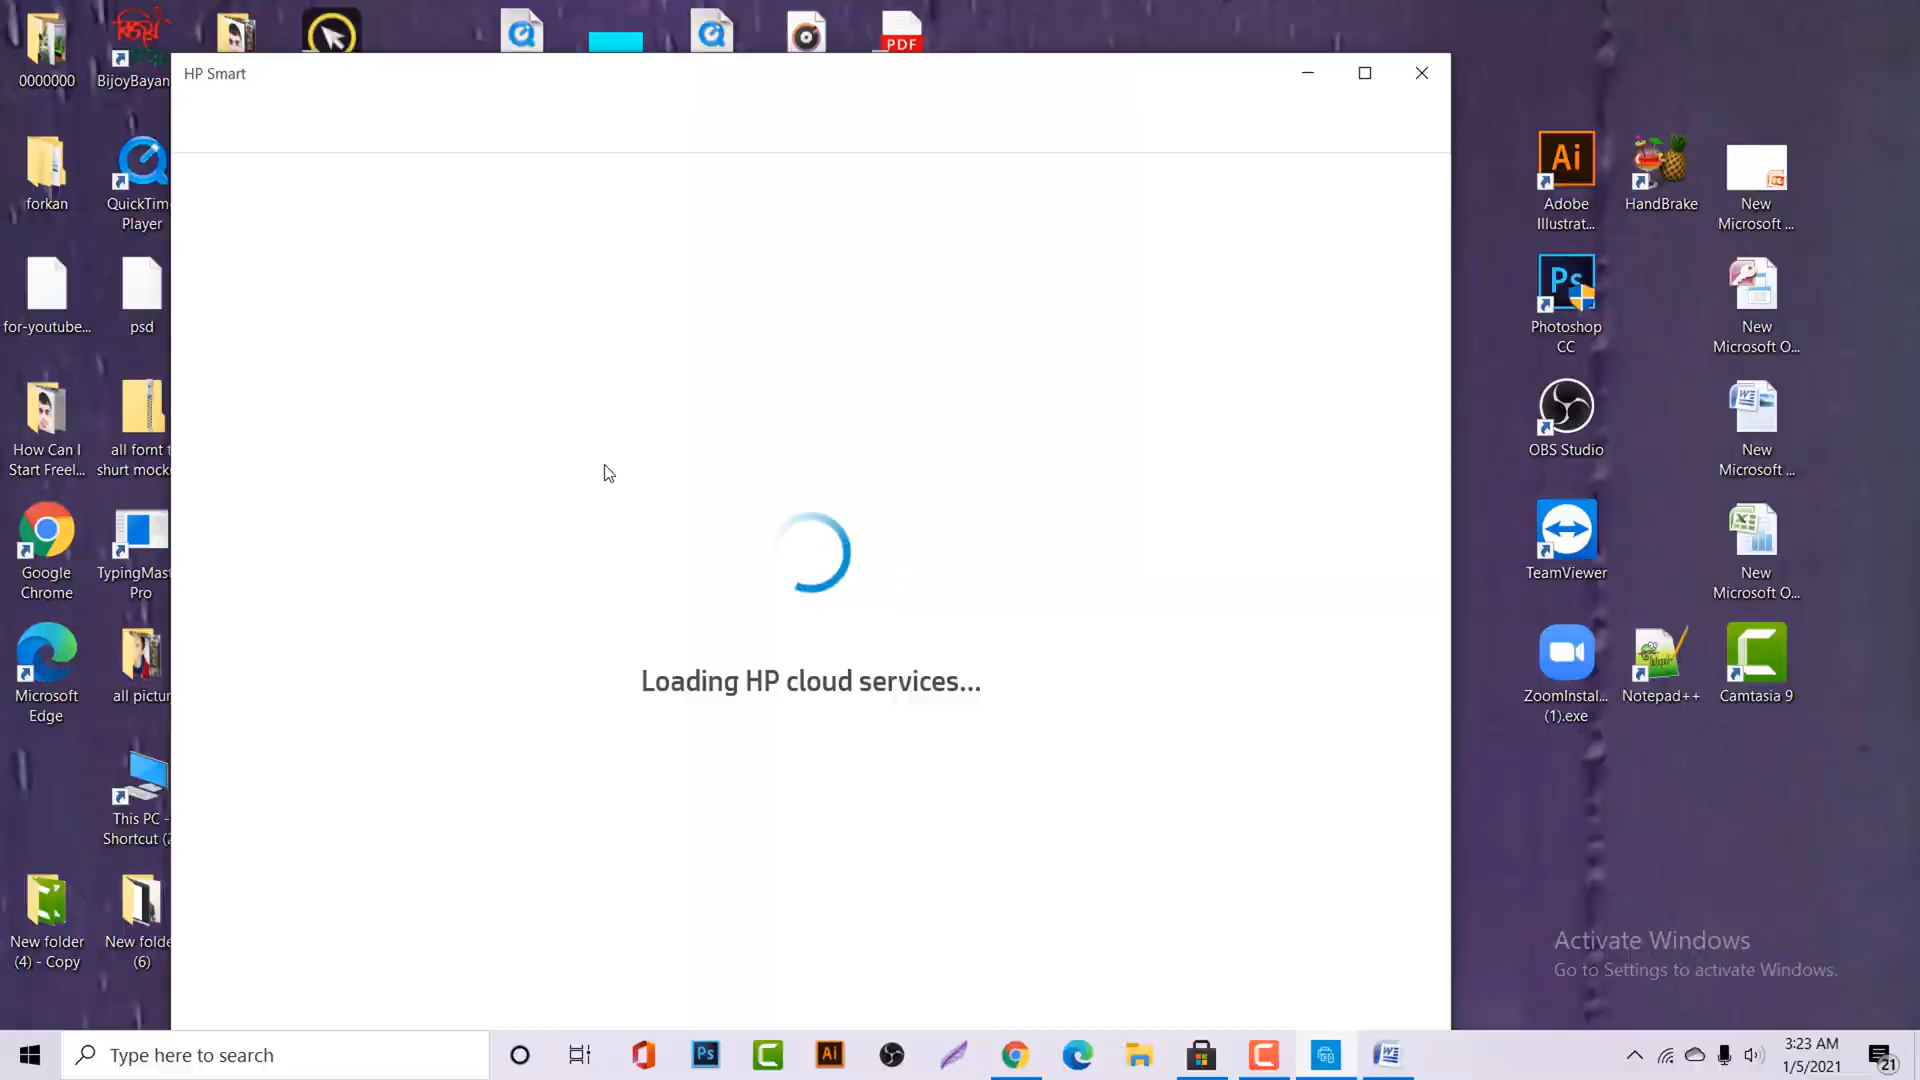 HP Smart
PDF
0000000
BijoyBayan
forkan
QuickTim
Player
for-youtube...
psd
How Can I
Start Freel...
all fornt t
shurt mock
Google
Chrome
TypingMast
Pro
Microsoft
Edge
all pictur
This PC -
Shortcut (2
New folder
(4) - Copy
New folde
(6)
Loading HP cloud services...
Ai
Adobe
Illustrat...
HandBrake
New
Microsoft ...
Ps
Photoshop
CC
New
Microsoft O...
OBS Studio
New
Microsoft ...
TeamViewer
New
Microsoft O...
ZoomInstal...
(1).exe
Notepad++
Camtasia 9
Activate Windows
Go to Settings to activate Windows.
Type here to search
Ps
Ai
3:23 AM
1/5/2021
21